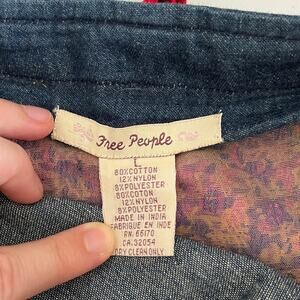 Free People
L
80%COTTON
12%NYLON
8%POLYESTER
80%COTON
12%NYLON
8%POLYESTER
MADE IN INDIA
FABRIQUE EN INDE
RN. 66170
CA. 32054
DRY CLEAN ONLY